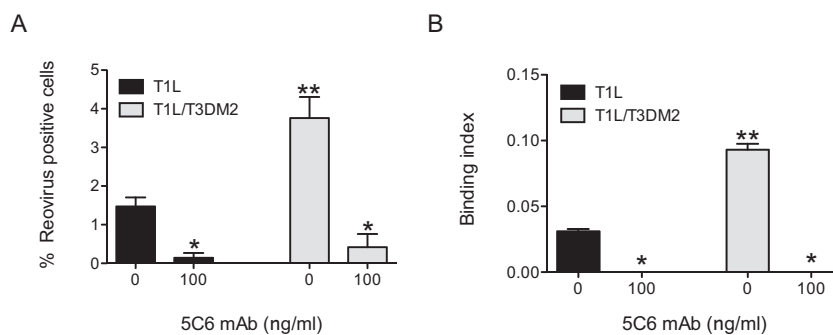 A
% Reovirus positive cells
5
4
3
2
1
0
T1L
T1L/T3DM2
**
*
*
0 100 0 100
5C6 mAb (ng/ml)
B
Binding index
0.15
0.10
0.05
0.00
T1L
T1L/T3DM2
**
*
*
0 100 0 100
5C6 mAb (ng/ml)